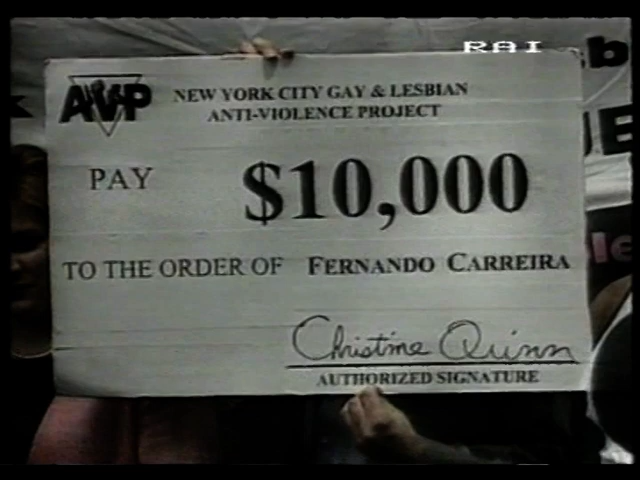 RAI
AVP
NEW YORK CITY GAY & LESBIAN
ANTI-VIOLENCE PROJECT
PAY
$10,000
TO THE ORDER OF FERNANDO CARREIRA
Christine Quinn
AUTHORIZED SIGNATURE